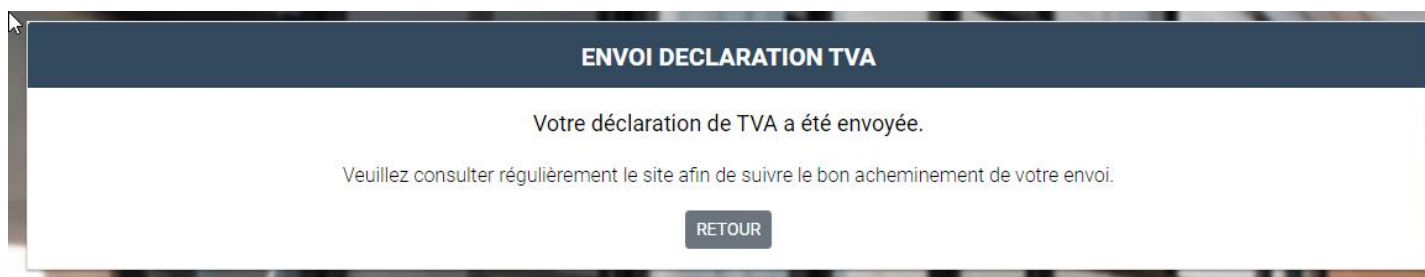 ENVOI DECLARATION TVA
Votre déclaration de TVA a été envoyée.
Veuillez consulter régulièrement le site afin de suivre le bon acheminement de votre envoi.
RETOUR